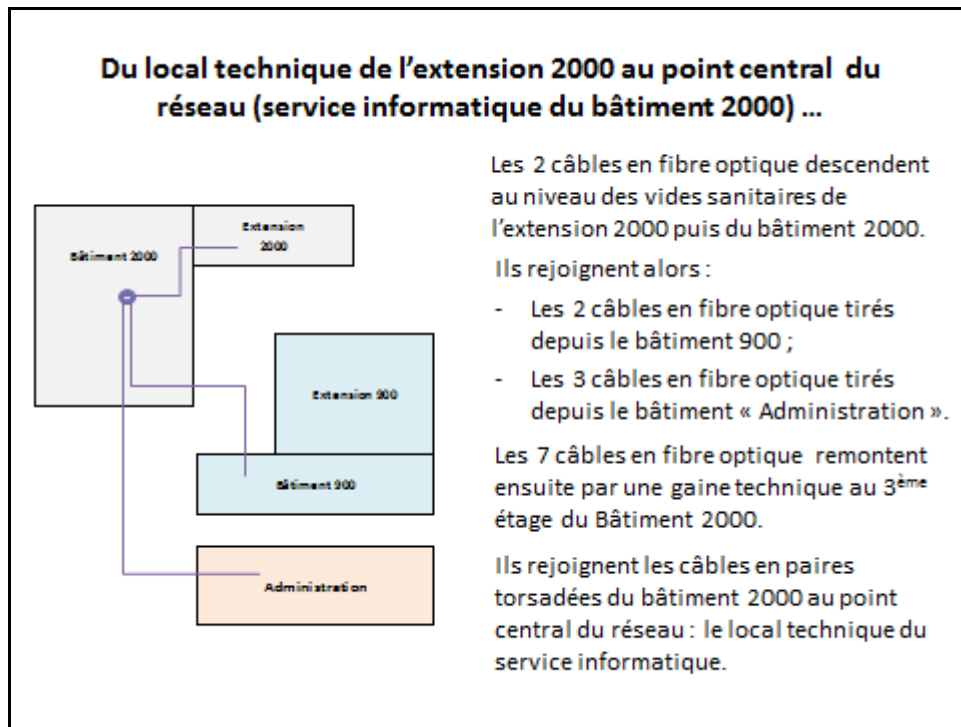 Du local technique de l’extension 2000 au point central du
réseau (service informatique du bâtiment 2000) …
Les 2 câbles en fibre optique descendent
au niveau des vides sanitaires de
l’extension 2000 puis du bâtiment 2000.
Ils rejoignent alors :
- Les 2 câbles en fibre optique tirés
depuis le bâtiment 900 ;
- Les 3 câbles en fibre optique tirés
depuis le bâtiment « Administration ».
Les 7 câbles en fibre optique remontent
ensuite par une gaine technique au 3ème
étage du Bâtiment 2000.
Ils rejoignent les câbles en paires
torsadées du bâtiment 2000 au point
central du réseau : le local technique du
service informatique.
Extension
2000
Bâtiment 2000
Extension 900
Bâtiment 900
Administration